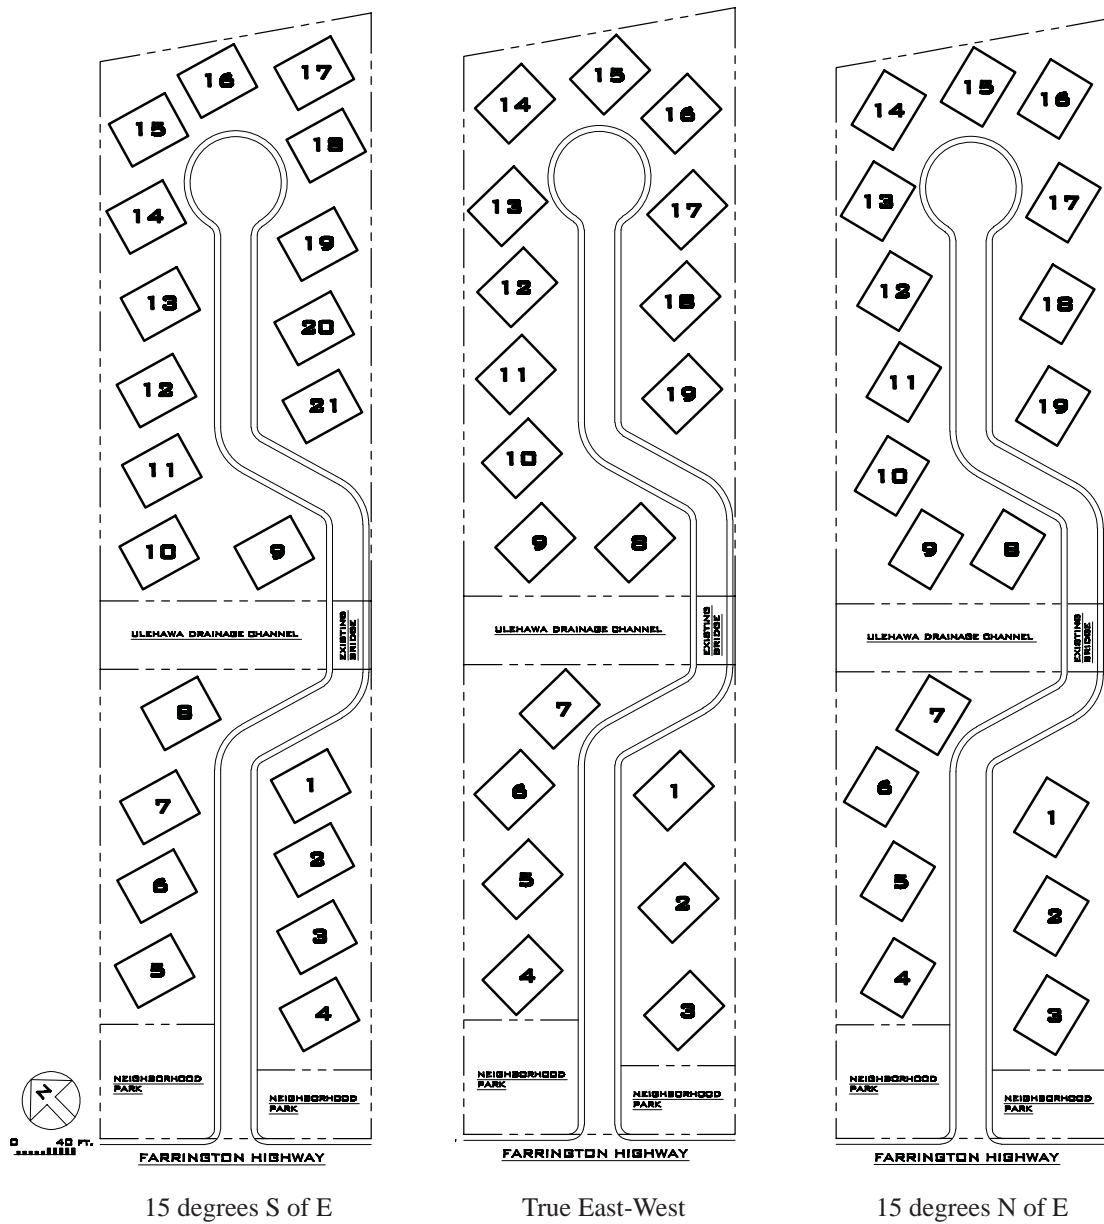 17
16
15
18
14
19
13
20
12
21
11
10
9
ULEHAWA DRAINAGE CHANNEL
EXISTING
BRIDGE
8
1
7
2
6
3
5
4
NEIGHBORHOOD
PARK
NEIGHBORHOOD
PARK
N
0 40 FT.
FARRINGTON HIGHWAY
15 degrees S of E
15
14
16
13
17
12
18
11
19
10
9
8
ULEHAWA DRAINAGE CHANNEL
EXISTING
BRIDGE
7
6
1
5
2
4
3
NEIGHBORHOOD
PARK
NEIGHBORHOOD
PARK
FARRINGTON HIGHWAY
True East-West
15
16
14
13
17
12
18
11
19
10
9
8
ULEHAWA DRAINAGE CHANNEL
EXISTING
BRIDGE
7
6
1
5
2
4
3
NEIGHBORHOOD
PARK
NEIGHBORHOOD
PARK
FARRINGTON HIGHWAY
15 degrees N of E